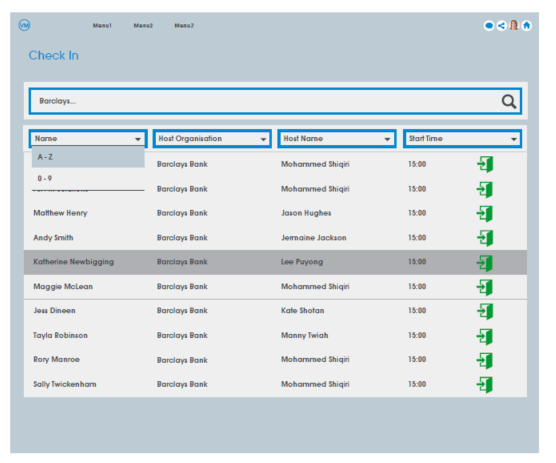 VM Menu1 Menu2 Menu3
Check In
Barclays...
Name Host Organisation Host Name Start Time
A - Z
Barclays Bank Mohammed Shiqiri 15:00
0 - 9
Barclays Bank Mohammed Shiqiri 15:00
Matthew Henry Barclays Bank Jason Hughes 15:00
Andy Smith Barclays Bank Jermaine Jackson 15:00
Katherine Newbigging Barclays Bank Lee Puyong 15:00
Maggie McLean Barclays Bank Mohammed Shiqiri 15:00
Jess Dineen Barclays Bank Kate Shotan 15:00
Tayla Robinson Barclays Bank Manny Twiah 15:00
Rory Manroe Barclays Bank Mohammed Shiqiri 15:00
Sally Twickenham Barclays Bank Mohammed Shiqiri 15:00